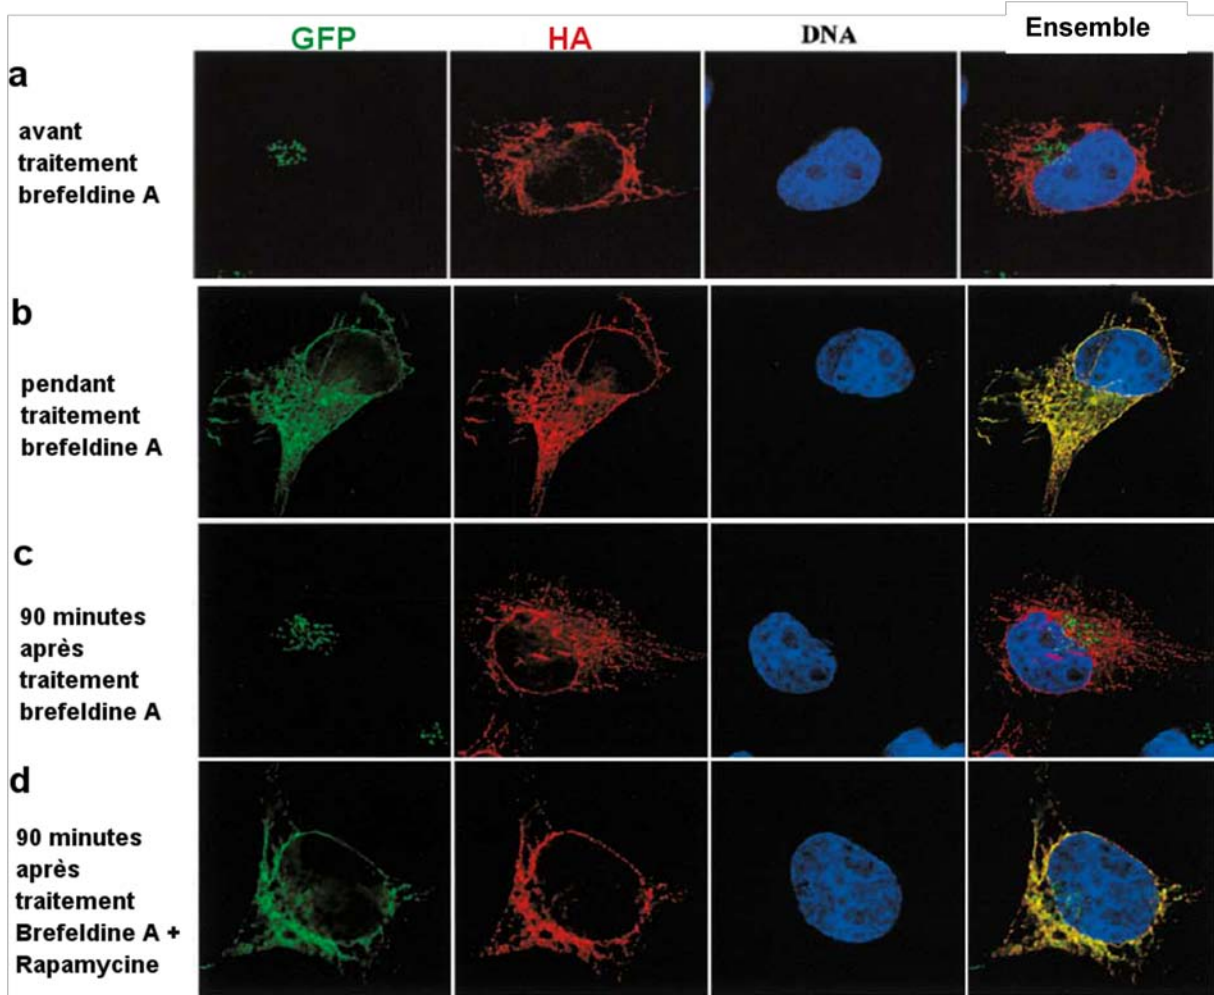 GFP HA DNA Ensemble
a
avant
traitement
brefeldine A
b
pendant
traitement
brefeldine A
c
90 minutes
après
traitement
brefeldine A
d
90 minutes
après
traitement
Brefeldine A +
Rapamycine